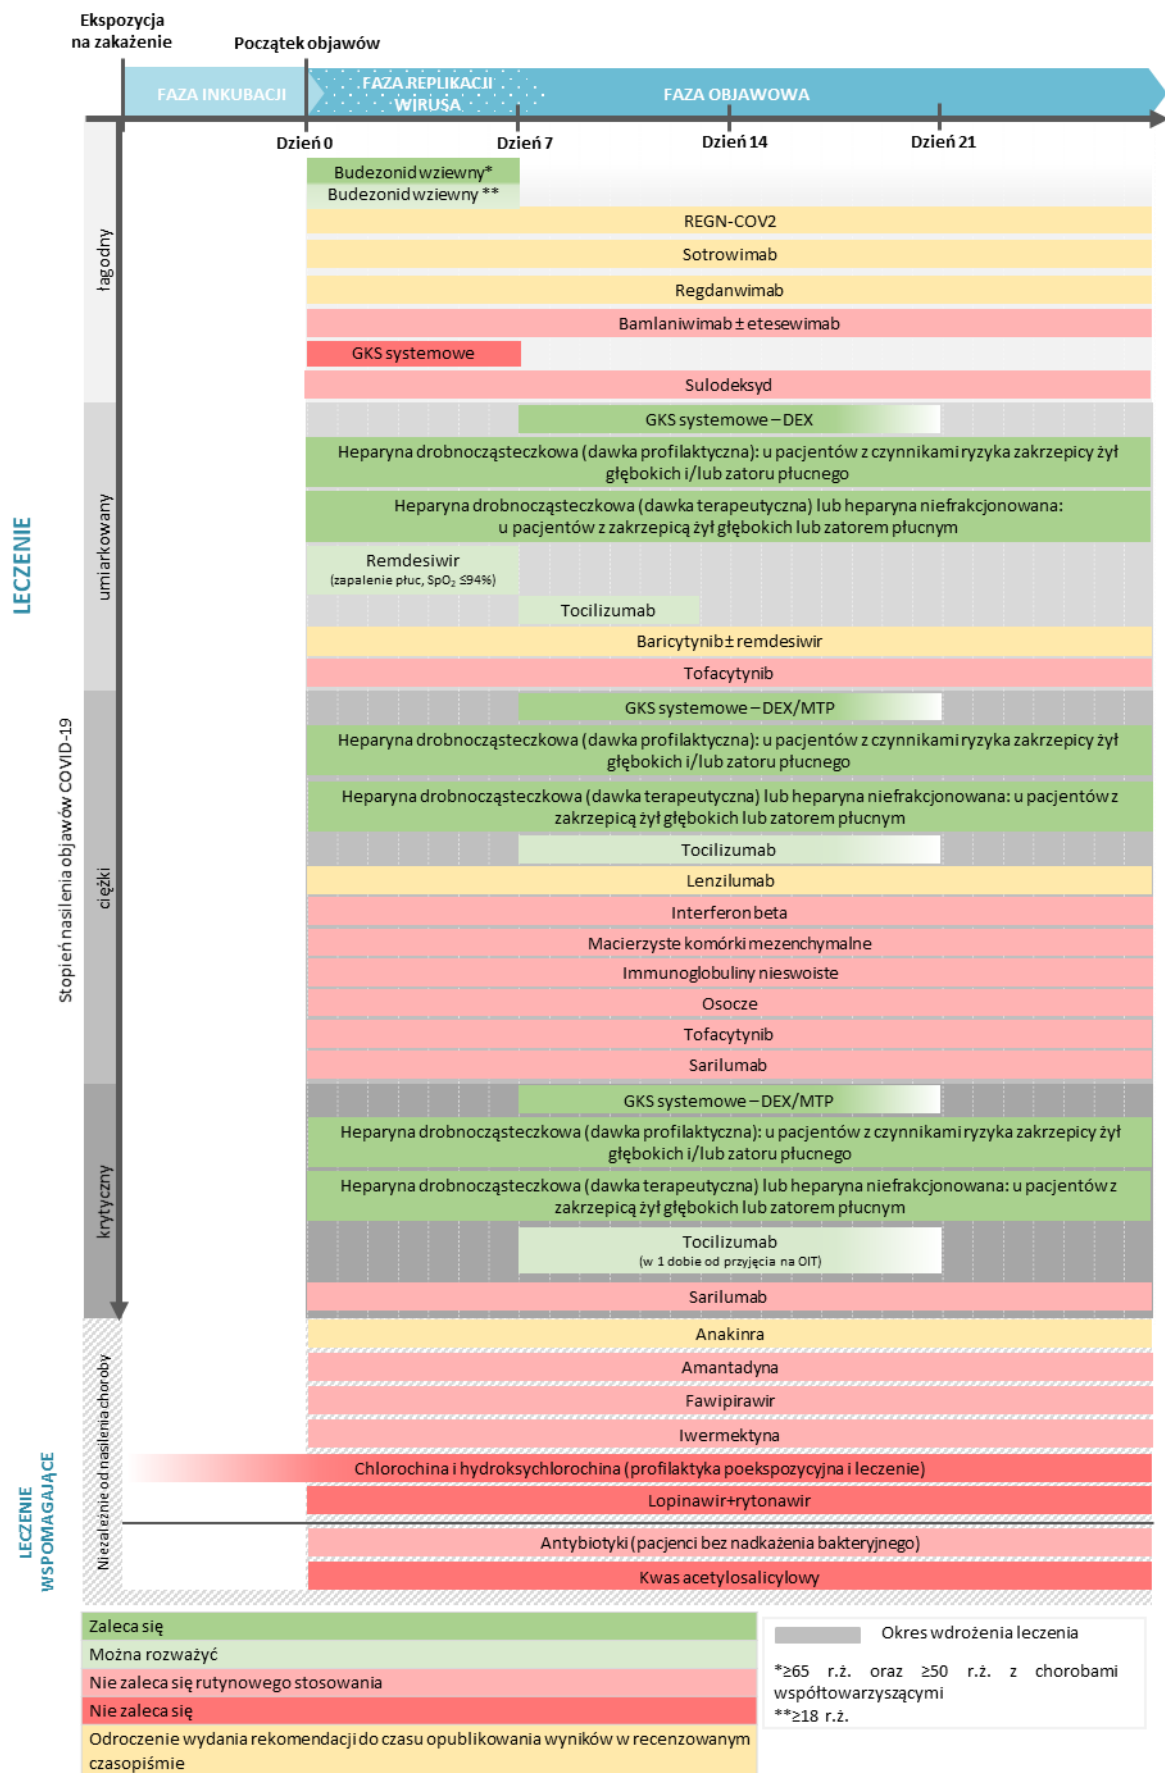 Ekspozycja
na zakażenie
Początek objawów
FAZA INKUBACJI
FAZA REPLIKACJI
WIRUSA
FAZA OBJAWOWA
Dzień 0
Dzień 7
Dzień 14
Dzień 21
LECZENIE
Stopień nasilenia objawów COVID-19
łagodny
Budezonid wziewny*
Budezonid wziewny **
REGN-COV2
Sotrowimab
Regdanwimab
Bamlaniwimab ± etesewimab
GKS systemowe
Sulodeksyd
umiarkowany
GKS systemowe – DEX
Heparyna drobnocząsteczkowa (dawka profilaktyczna): u pacjentów z czynnikami ryzyka zakrzepicy żył
głębokich i/lub zatoru płucnego
Heparyna drobnocząsteczkowa (dawka terapeutyczna) lub heparyna niefrakcjonowana:
u pacjentów z zakrzepicą żył głębokich lub zatorem płucnym
Remdesiwir
(zapalenie płuc, SpO₂ ≤94%)
Tocilizumab
Baricytynib ± remdesiwir
Tofacytynib
ciężki
GKS systemowe – DEX/MTP
Heparyna drobnocząsteczkowa (dawka profilaktyczna): u pacjentów z czynnikami ryzyka zakrzepicy żył
głębokich i/lub zatoru płucnego
Heparyna drobnocząsteczkowa (dawka terapeutyczna) lub heparyna niefrakcjonowana: u pacjentów z
zakrzepicą żył głębokich lub zatorem płucnym
Tocilizumab
Lenzilumab
Interferon beta
Macierzyste komórki mezenchymalne
Immunoglobuliny nieswoiste
Osocze
Tofacytynib
Sarilumab
krytyczny
GKS systemowe – DEX/MTP
Heparyna drobnocząsteczkowa (dawka profilaktyczna): u pacjentów z czynnikami ryzyka zakrzepicy żył
głębokich i/lub zatoru płucnego
Heparyna drobnocząsteczkowa (dawka terapeutyczna) lub heparyna niefrakcjonowana: u pacjentów z
zakrzepicą żył głębokich lub zatorem płucnym
Tocilizumab
(w 1 dobie od przyjęcia na OIT)
Sarilumab
Niezależnie od nasilenia choroby
Anakinra
Amantadyna
Fawipirawir
Iwermektyna
Chlorochina i hydroksychlorochina (profilaktyka poekspozycyjna i leczenie)
Lopinawir+rytonawir
LECZENIE
WSPOMAGAJĄCE
Antybiotyki (pacjenci bez nadkażenia bakteryjnego)
Kwas acetylosalicylowy
Zaleca się
Można rozważyć
Nie zaleca się rutynowego stosowania
Nie zaleca się
Odroczenie wydania rekomendacji do czasu opublikowania wyników w recenzowanym
czasopiśmie
Okres wdrożenia leczenia
*≥65 r.ż. oraz ≥50 r.ż. z chorobami
współtowarzyszącymi
**≥18 r.ż.